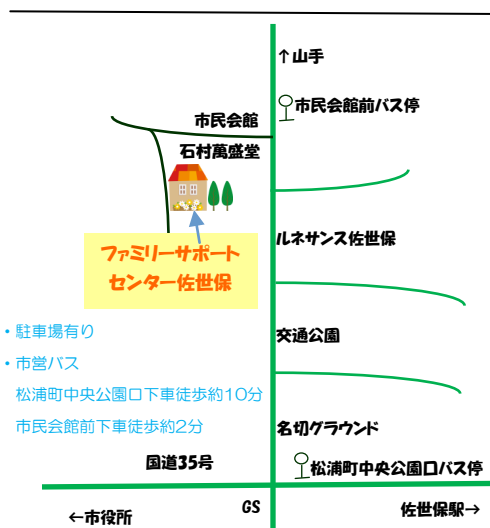 ↑山手
市民会館前バス停
市民会館
石村萬盛堂
ルネサンス佐世保
ファミリーサポート
センター佐世保
・駐車場有り
・市営バス
松浦町中央公園口下車徒歩約10分
市民会館前下車徒歩約2分
交通公園
名切グラウンド
国道35号
松浦町中央公園口バス停
←市役所
GS
佐世保駅→